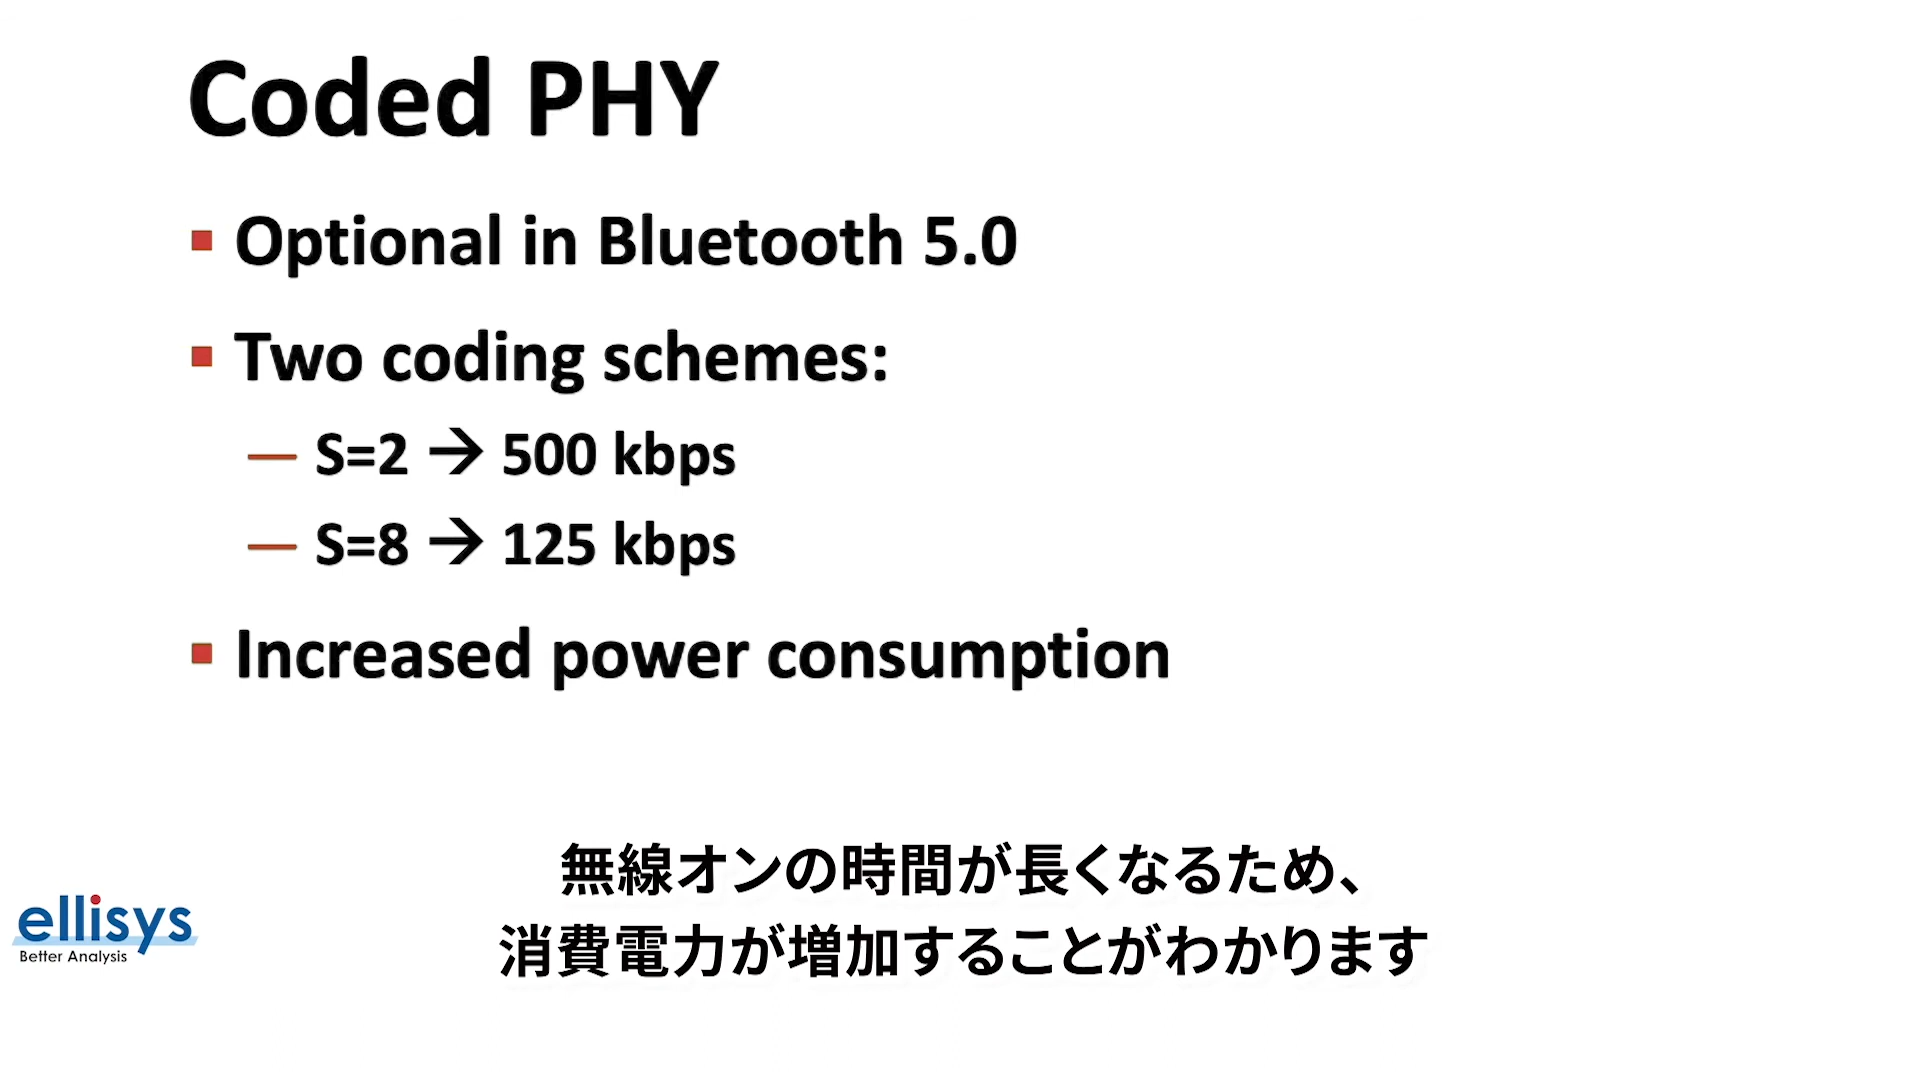 Coded PHY
▪ Optional in Bluetooth 5.0
▪ Two coding schemes:
— S=2 → 500 kbps
— S=8 → 125 kbps
▪ Increased power consumption
無線オンの時間が長くなるため、
消費電力が増加することがわかります
ellisys
Better Analysis